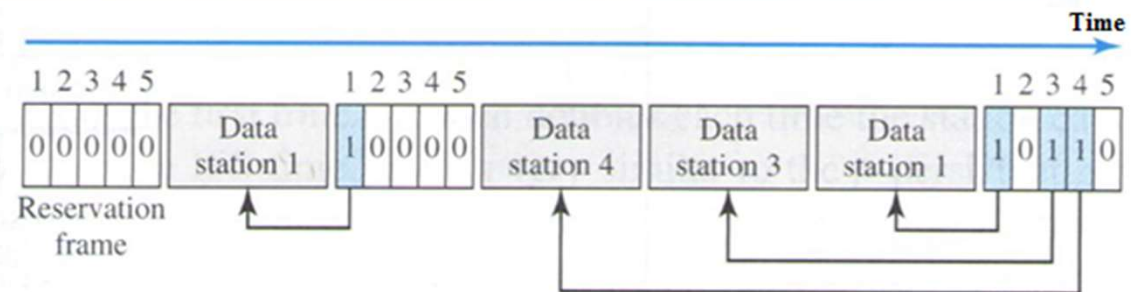 Time
1 2 3 4 5 1 2 3 4 5 1 2 3 4 5
0 0 0 0 0 Data station 1 1 0 0 0 0 Data station 4 Data station 3 Data station 1 1 0 1 1 0
Reservation
frame